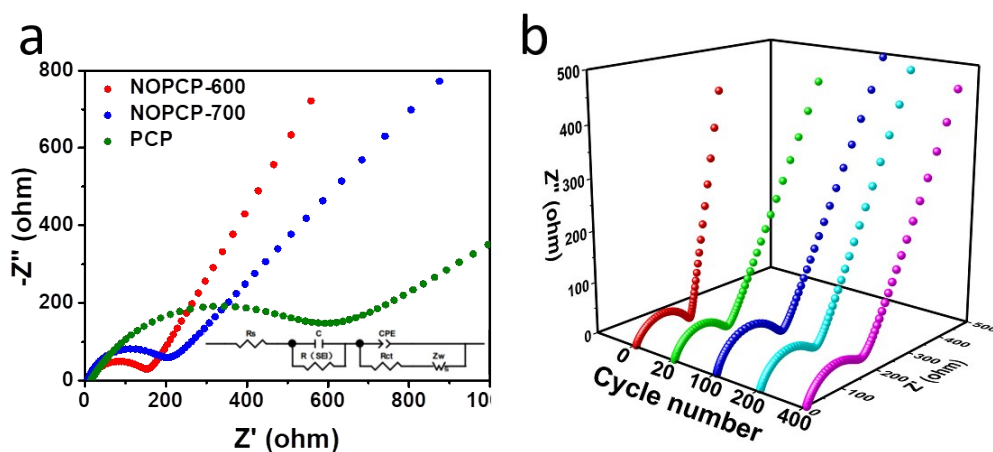 a
800
600
400
200
0
-Z'' (ohm)
NOPCP-600
NOPCP-700
PCP
Rs
C
CPE
R (SEI)
Rct
Zw
0
200
400
600
800
100
Z' (ohm)
b
500
400
300
200
100
0
Z'' (ohm)
0
20
100
200
400
Cycle number
0
-100
-200
-300
-400
-500
Z' (ohm)